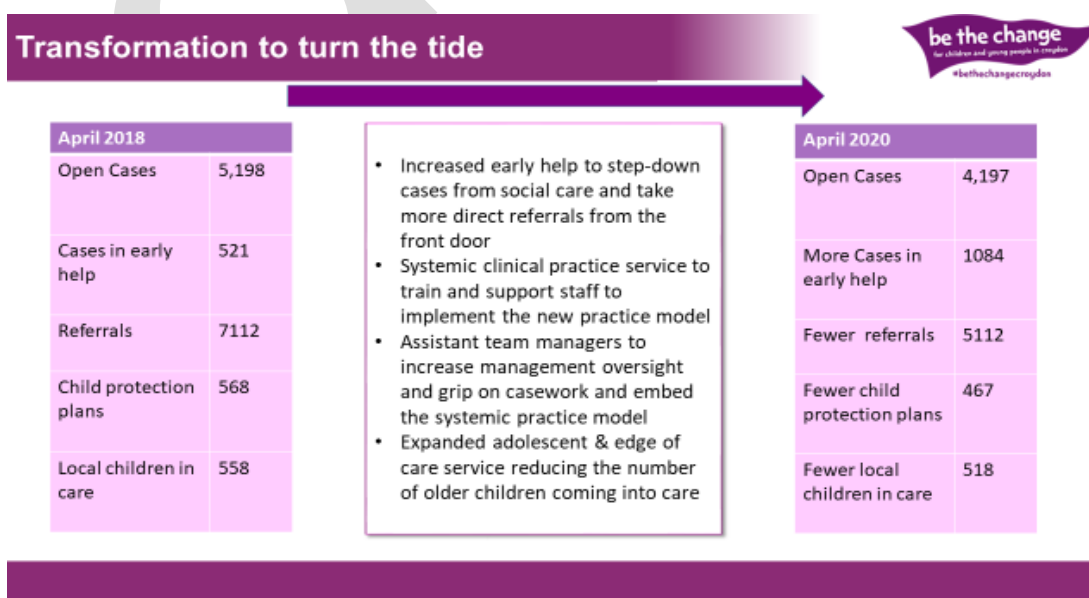 Transformation to turn the tide
be the change
for children and young people in croydon
#bethechangecroydon
April 2018
Open Cases 5,198
Cases in early 521
help
Referrals 7112
Child protection 568
plans
Local children in 558
care
• Increased early help to step-down
cases from social care and take
more direct referrals from the
front door
• Systemic clinical practice service to
train and support staff to
implement the new practice model
• Assistant team managers to
increase management oversight
and grip on casework and embed
the systemic practice model
• Expanded adolescent & edge of
care service reducing the number
of older children coming into care
April 2020
Open Cases 4,197
More Cases in 1084
early help
Fewer referrals 5112
Fewer child 467
protection plans
Fewer local 518
children in care